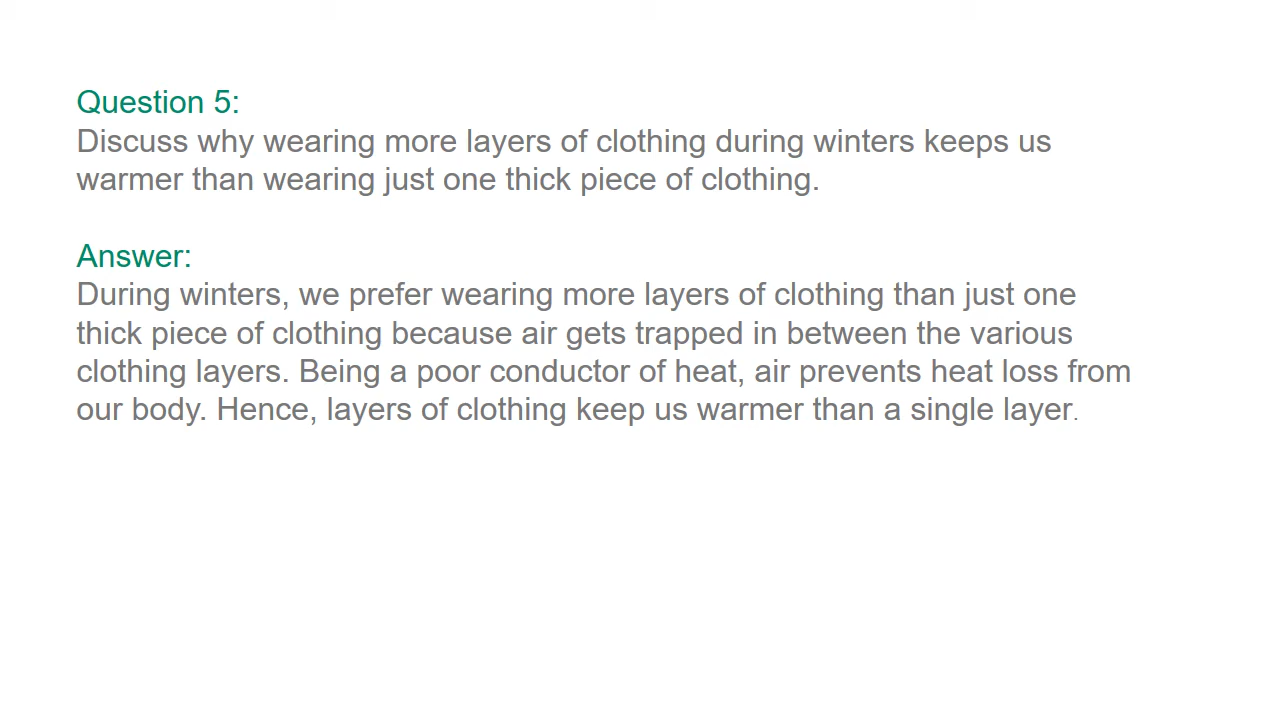 Question 5:
Discuss why wearing more layers of clothing during winters keeps us
warmer than wearing just one thick piece of clothing.
Answer:
During winters, we prefer wearing more layers of clothing than just one
thick piece of clothing because air gets trapped in between the various
clothing layers. Being a poor conductor of heat, air prevents heat loss from
our body. Hence, layers of clothing keep us warmer than a single layer.